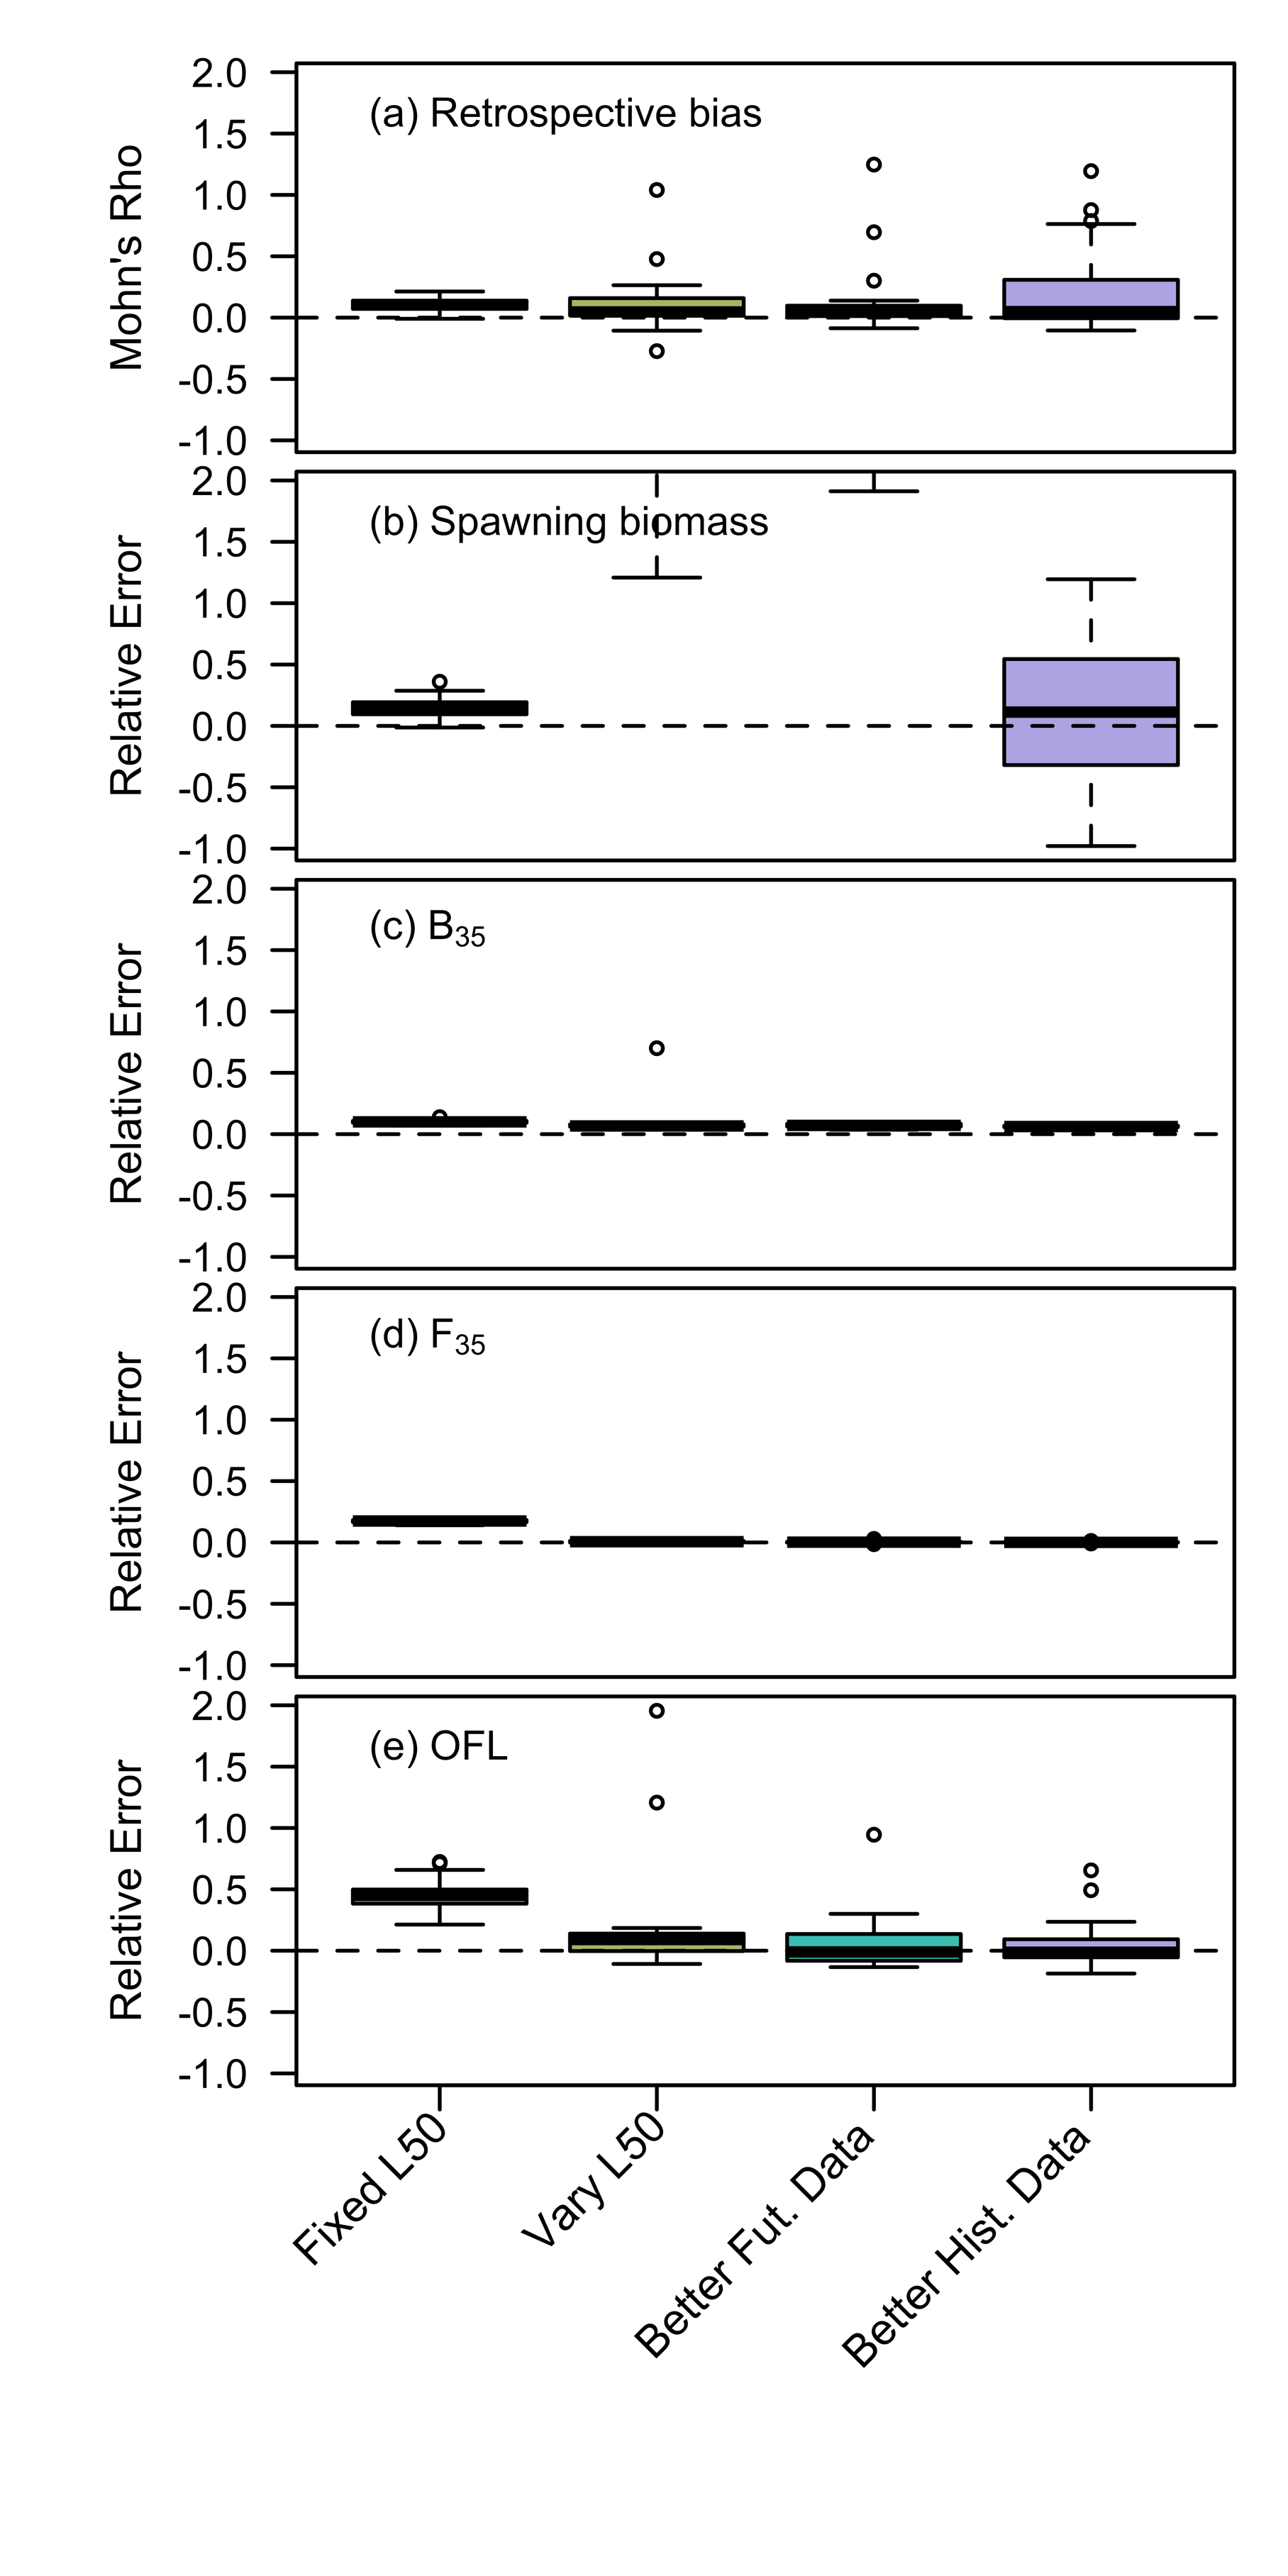 (a) Retrospective bias
Mohn's Rho
2.0
1.5
1.0
0.5
0.0
-0.5
-1.0
(b) Spawning biomass
Relative Error
2.0
1.5
1.0
0.5
0.0
-0.5
-1.0
(c) B35
Relative Error
2.0
1.5
1.0
0.5
0.0
-0.5
-1.0
(d) F35
Relative Error
2.0
1.5
1.0
0.5
0.0
-0.5
-1.0
(e) OFL
Relative Error
2.0
1.5
1.0
0.5
0.0
-0.5
-1.0
Fixed L50
Vary L50
Better Fut. Data
Better Hist. Data